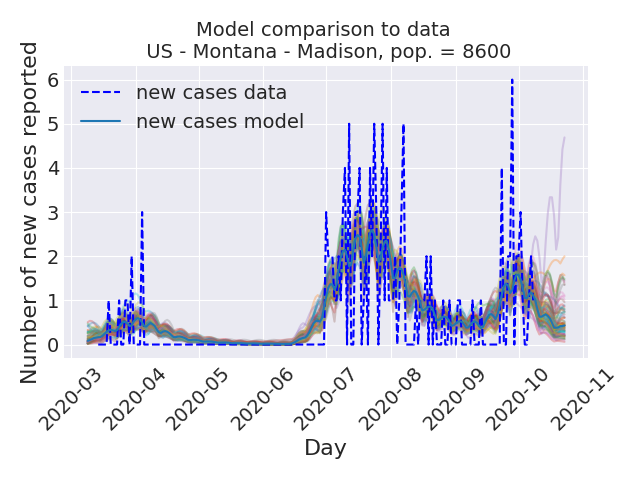 Model comparison to data
US - Montana - Madison, pop. = 8600
Number of new cases reported
6
5
4
3
2
1
0
new cases data
new cases model
2020-03
2020-04
2020-05
2020-06
2020-07
2020-08
2020-09
2020-10
2020-11
Day